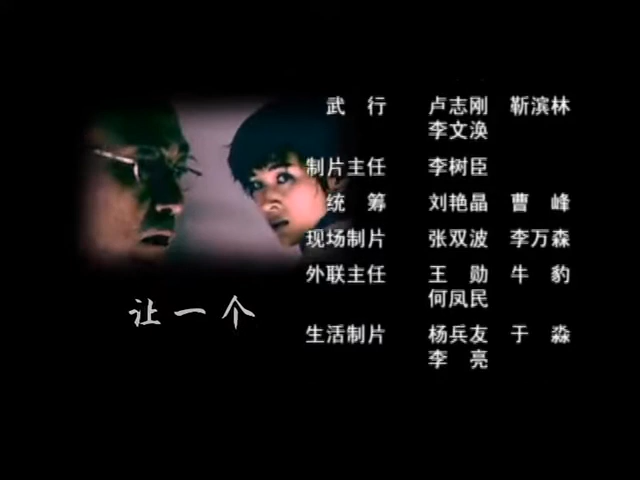 武 行 卢志刚 靳滨林
李文涣
制片主任 李树臣
统 筹 刘艳晶 曹 峰
现场制片 张双波 李万森
外联主任 王 勋 牛 豹
何凤民
生活制片 杨兵友 于 淼
李 亮
让一个